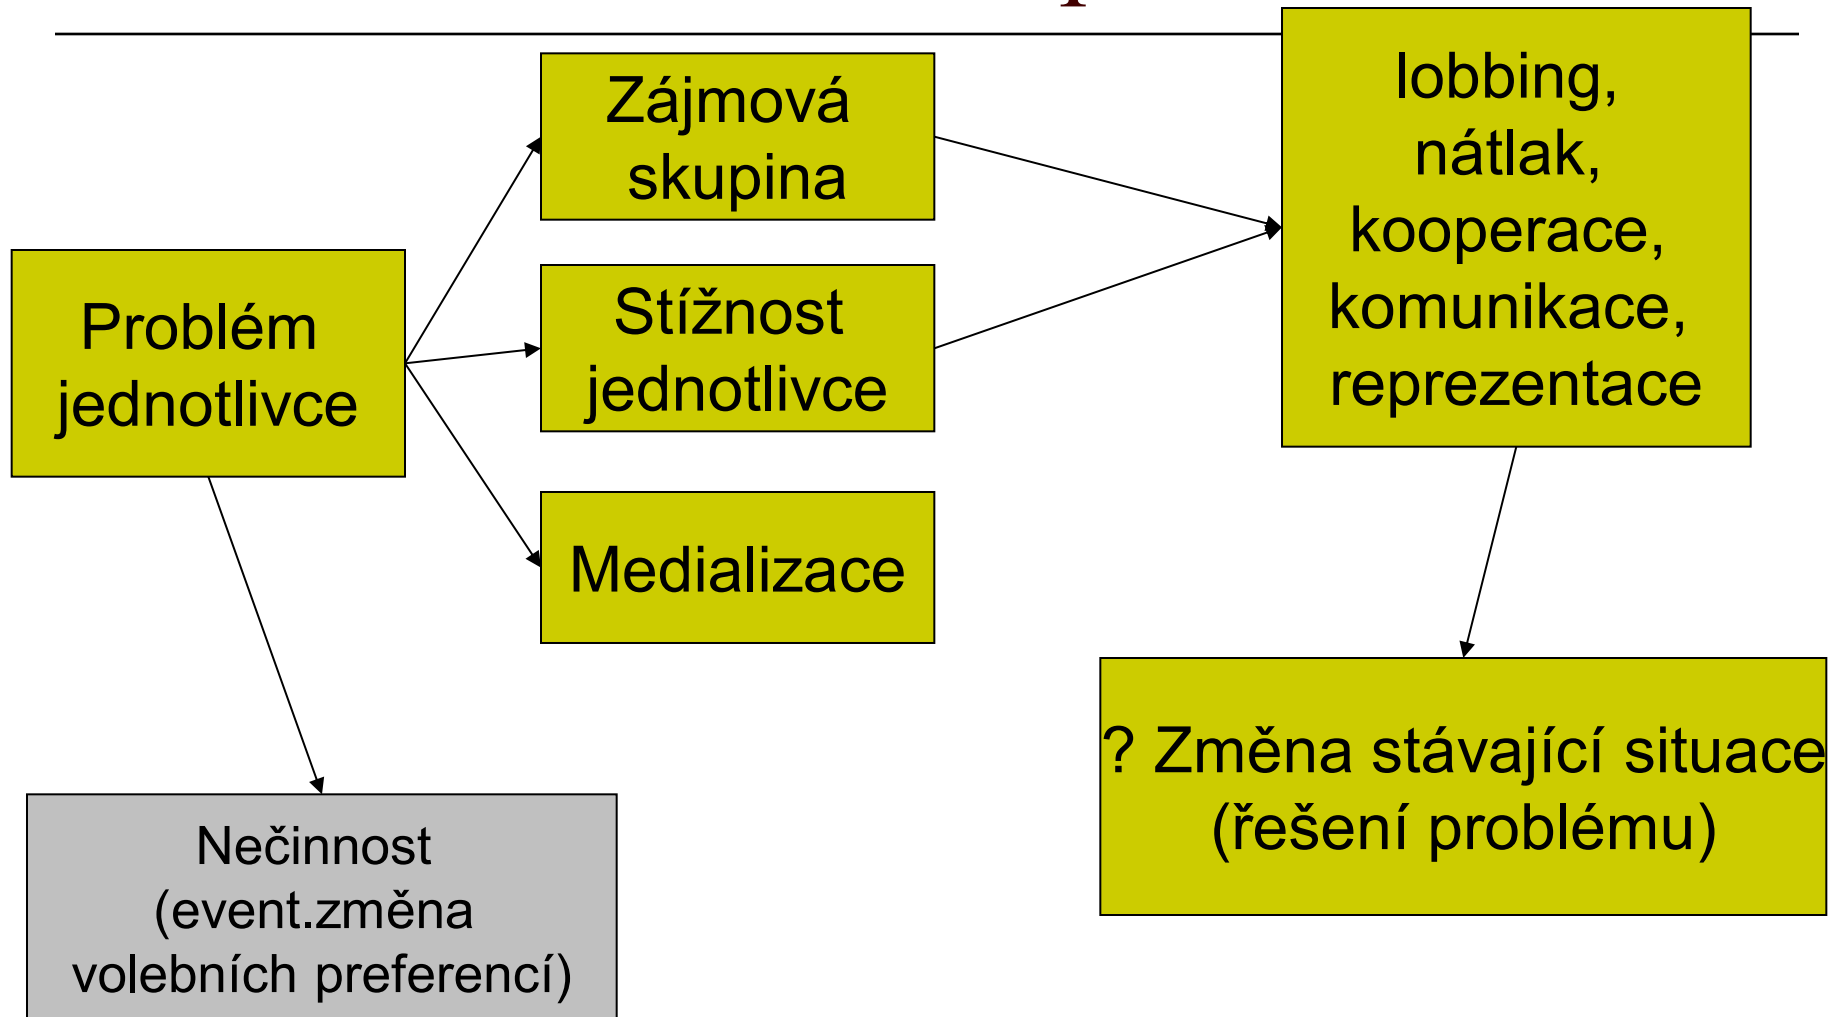 Zájmová
skupina
lobbing,
nátlak,
kooperace,
komunikace,
reprezentace
Problém
jednotlivce
Stížnost
jednotlivce
Medializace
? Změna stávající situace
(řešení problému)
Nečinnost
(event.změna
volebních preferencí)